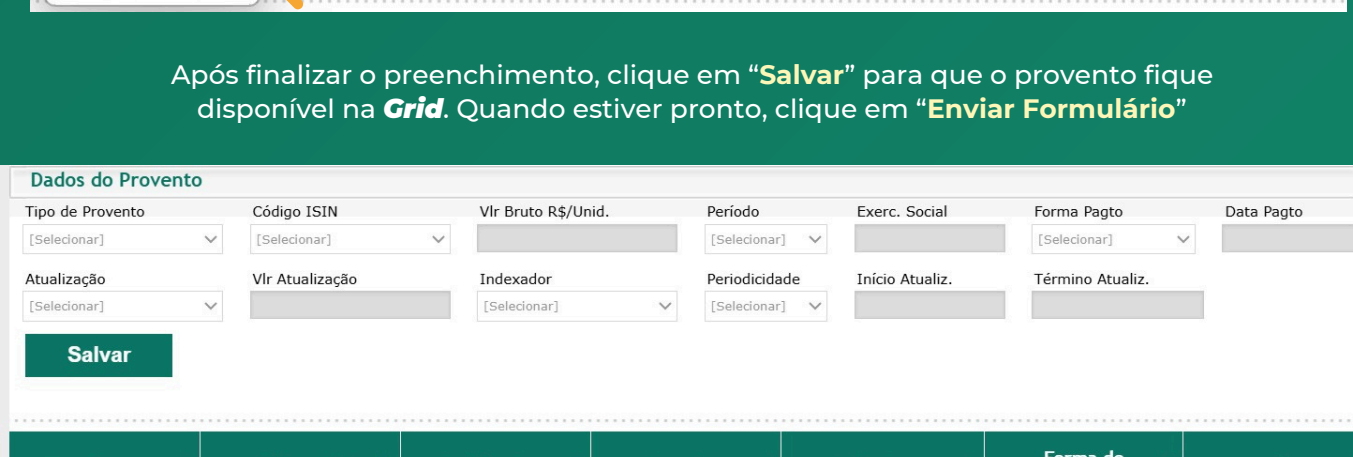 Após finalizar o preenchimento, clique em “Salvar” para que o provento fique
disponível na Grid. Quando estiver pronto, clique em “Enviar Formulário”
Dados do Provento
Tipo de Provento Código ISIN Vlr Bruto R$/Unid. Período Exerc. Social Forma Pagto Data Pagto
[Selecionar] [Selecionar] [Selecionar] [Selecionar]
Atualização Vlr Atualização Indexador Periodicidade Início Atualiz. Término Atualiz.
[Selecionar] [Selecionar] [Selecionar]
Salvar
Forma de